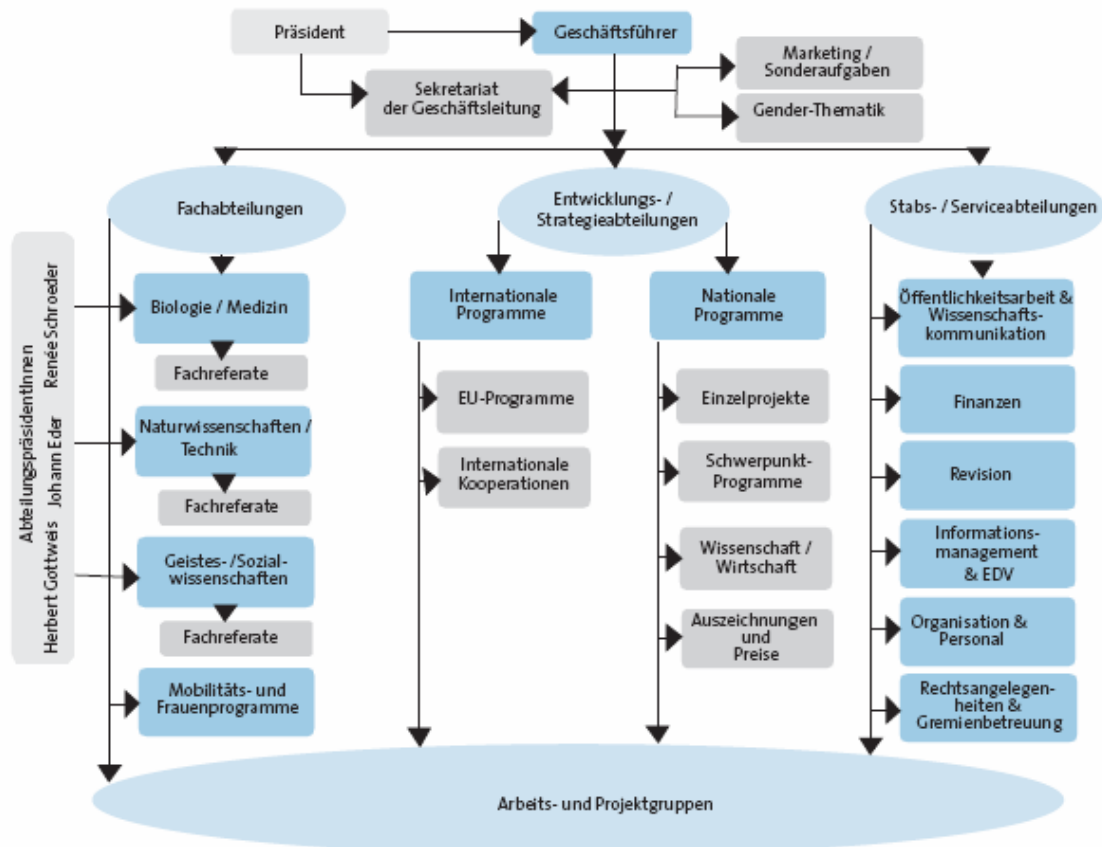 Präsident
Geschäftsführer
Marketing /
Sonderaufgaben
Sekretariat
der Geschäftsleitung
Gender-Thematik
Fachabteilungen
Entwicklungs- /
Strategieabteilungen
Stabs- / Serviceabteilungen
AbteilungspräsidentInnen
Herbert Gottweis Johann Eder Renée Schroeder
Biologie / Medizin
Fachreferate
Naturwissenschaften /
Technik
Fachreferate
Geistes- /Sozial-
wissenschaften
Fachreferate
Mobilitäts- und
Frauenprogramme
Internationale
Programme
EU-Programme
Internationale
Kooperationen
Nationale
Programme
Einzelprojekte
Schwerpunkt-
Programme
Wissenschaft /
Wirtschaft
Auszeichnungen
und
Preise
Öffentlichkeitsarbeit &
Wissenschafts-
kommunikation
Finanzen
Revision
Informations-
management
& EDV
Organisation &
Personal
Rechtsangelegen-
heiten &
Gremienbetreuung
Arbeits- und Projektgruppen